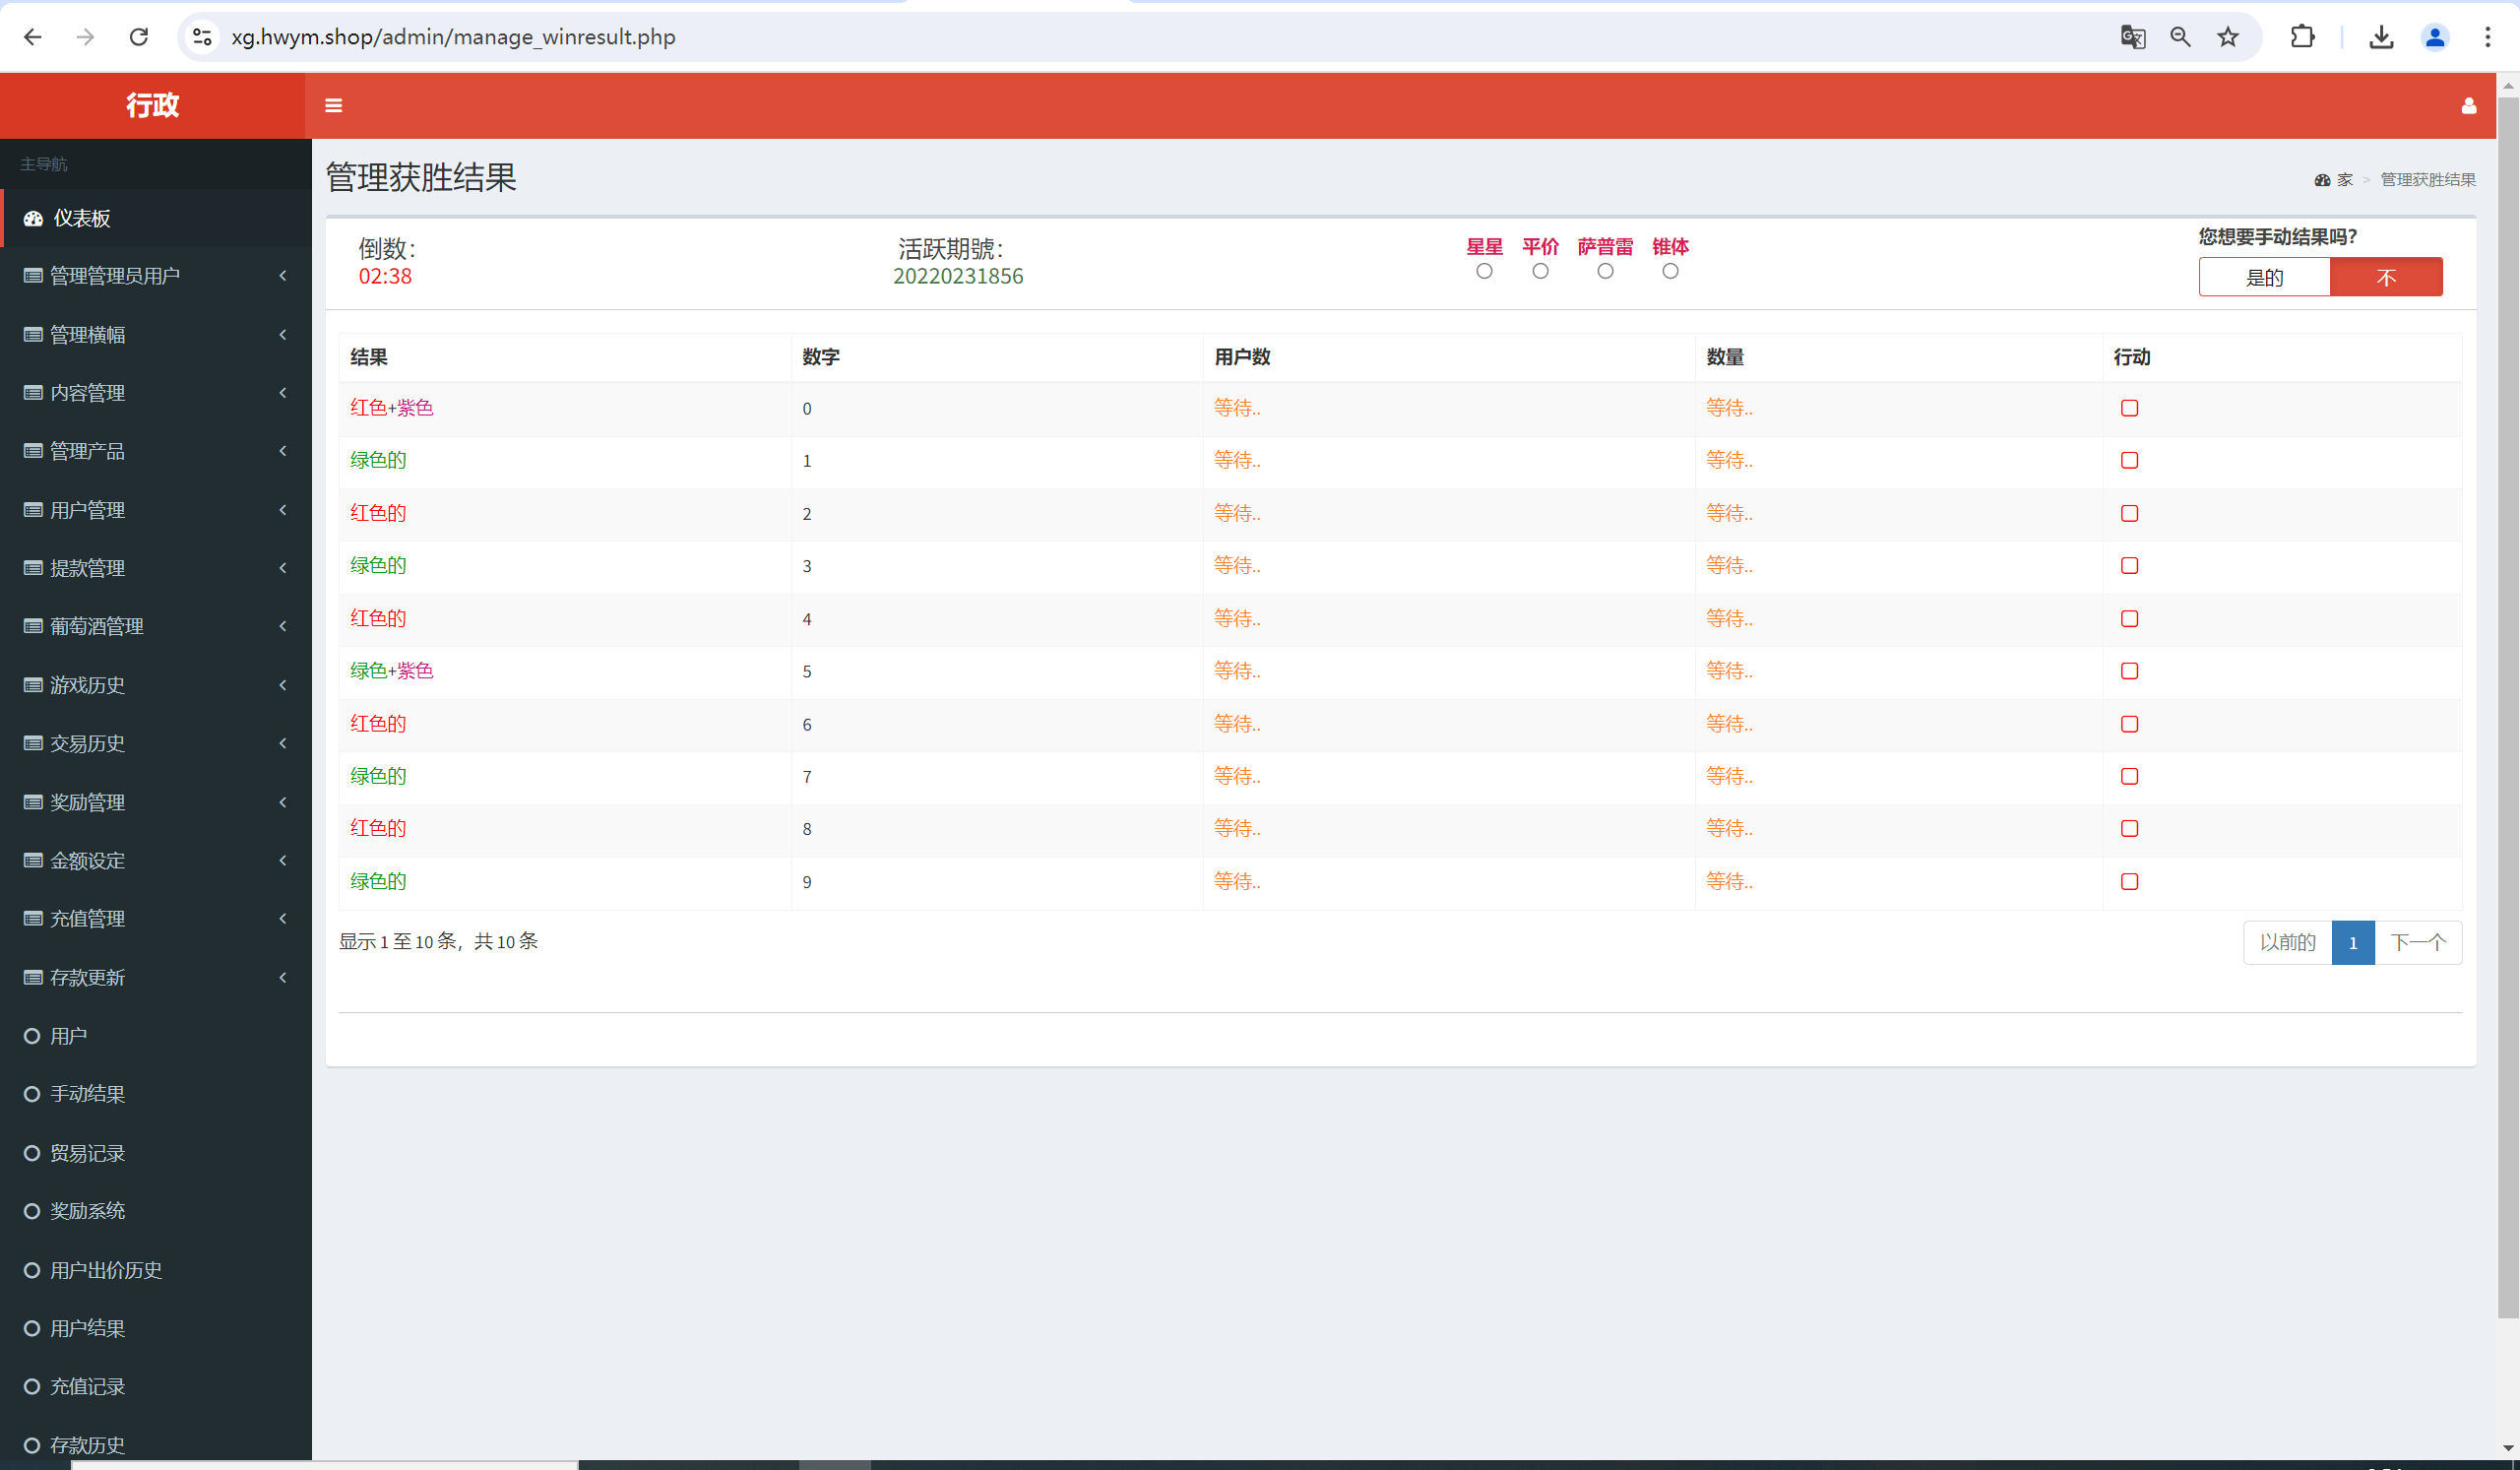 xg.hwym.shop/admin/manage_winresult.php
行政
主导航
仪表板
管理管理员用户
管理横幅
内容管理
管理产品
用户管理
提款管理
葡萄酒管理
游戏历史
交易历史
奖励管理
金额设定
充值管理
存款更新
用户
手动结果
贸易记录
奖励系统
用户出价历史
用户结果
充值记录
存款历史
管理获胜结果
家 > 管理获胜结果
倒数：
02:38
活跃期號：
20220231856
星星 平价 萨普雷 锥体
您想要手动结果吗？
是的 不
结果 数字 用户数 数量 行动
红色+紫色 0 等待.. 等待..
绿色的 1 等待.. 等待..
红色的 2 等待.. 等待..
绿色的 3 等待.. 等待..
红色的 4 等待.. 等待..
绿色+紫色 5 等待.. 等待..
红色的 6 等待.. 等待..
绿色的 7 等待.. 等待..
红色的 8 等待.. 等待..
绿色的 9 等待.. 等待..
显示 1 至 10 条，共 10 条
以前的 1 下一个